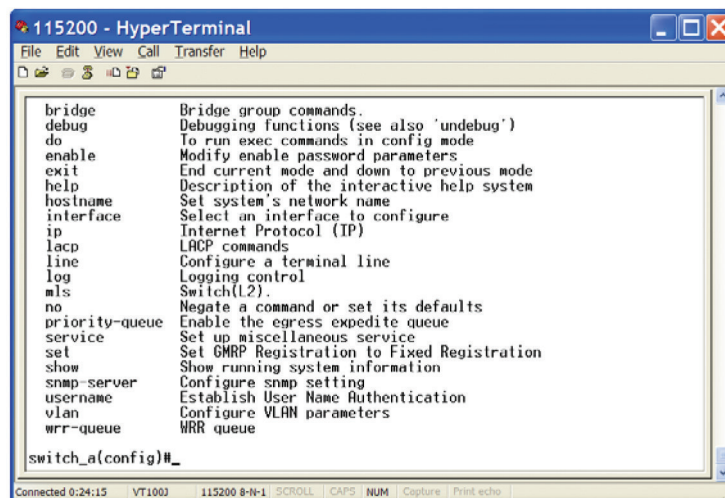 115200 - HyperTerminal
File Edit View Call Transfer Help
bridge Bridge group commands.
debug Debugging functions (see also 'undebug')
do To run exec commands in config mode
enable Modify enable password parameters
exit End current mode and down to previous mode
help Description of the interactive help system
hostname Set system's network name
interface Select an interface to configure
ip Internet Protocol (IP)
lacp LACP commands
line Configure a terminal line
log Logging control
mls Switch(L2).
no Negate a command or set its defaults
priority-queue Enable the egress expedite queue
service Set up miscellaneous service
set Set GMRP Registration to Fixed Registration
show Show running system information
snmp-server Configure snmp setting
username Establish User Name Authentication
vlan Configure VLAN parameters
wrr-queue WRR queue
switch_a(config)#_
Connected 0:24:15 VT100J 115200 8-N-1 SCROLL CAPS NUM Capture Print echo